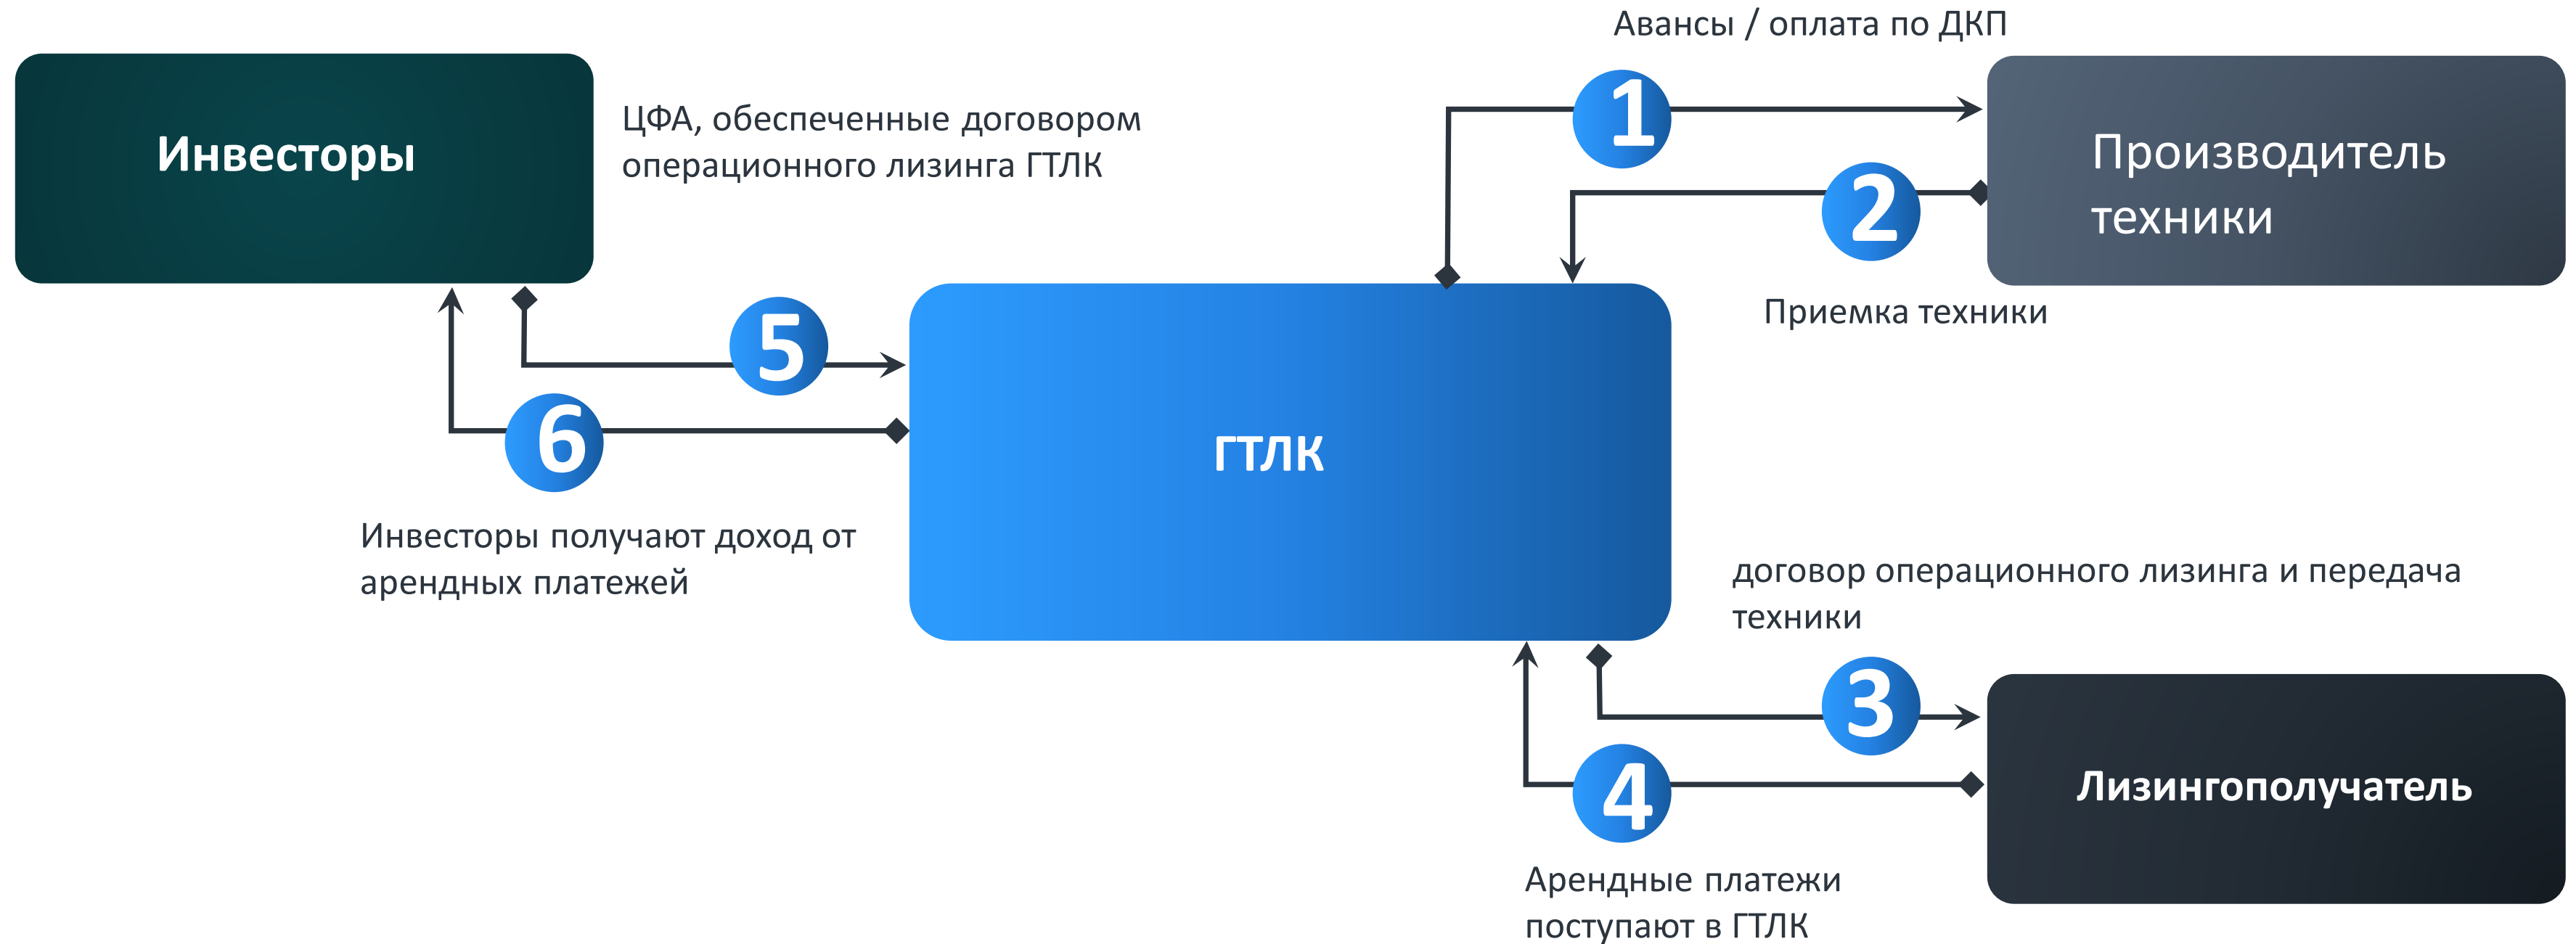 Авансы / оплата по ДКП
Инвесторы
ЦФА, обеспеченные договором
операционного лизинга ГТЛК
1
Производитель
техники
2
Приемка техники
5
6
ГТЛК
Инвесторы получают доход от
арендных платежей
договор операционного лизинга и передача
техники
3
4
Лизингополучатель
Арендные платежи
поступают в ГТЛК